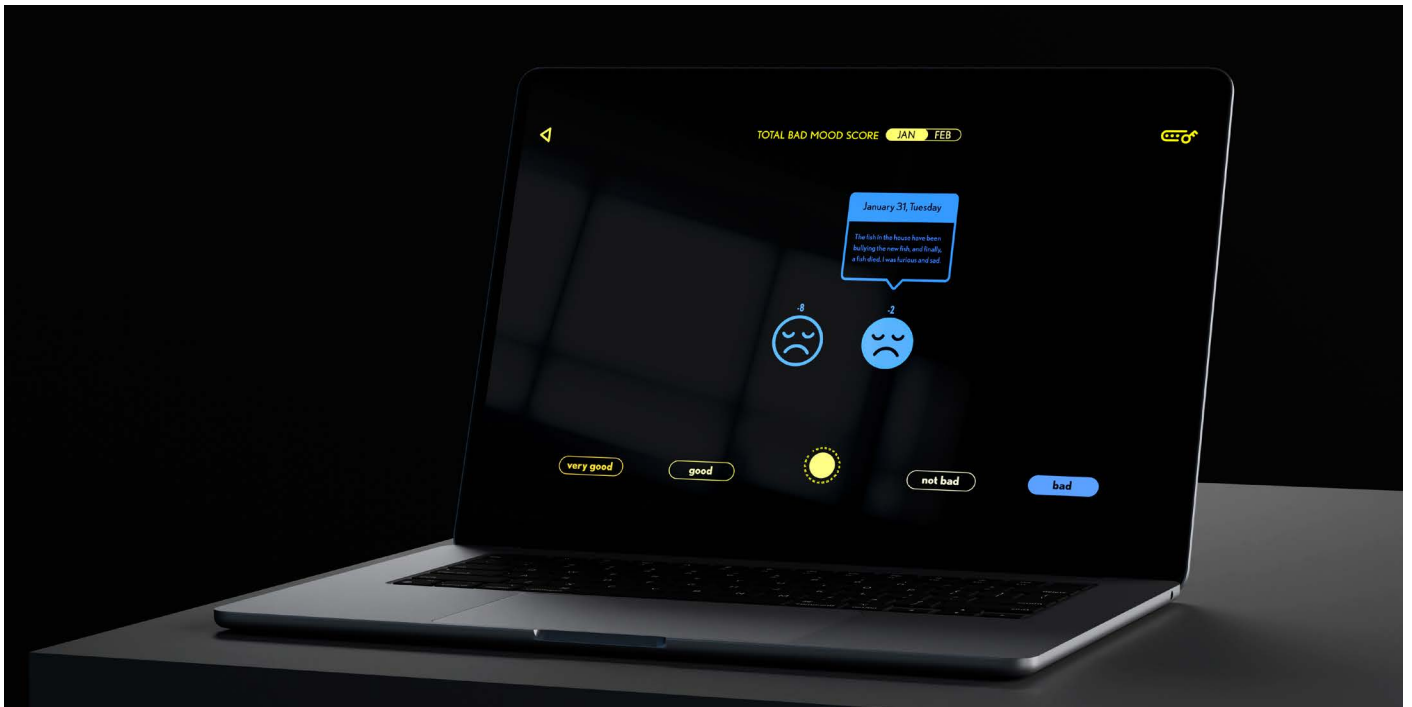 TOTAL BAD MOOD SCORE JAN FEB
January 31, Tuesday
The fish in the house have been
bullying the new fish, and finally,
a fish died. I was furious and sad.
-8
-2
very good
good
not bad
bad